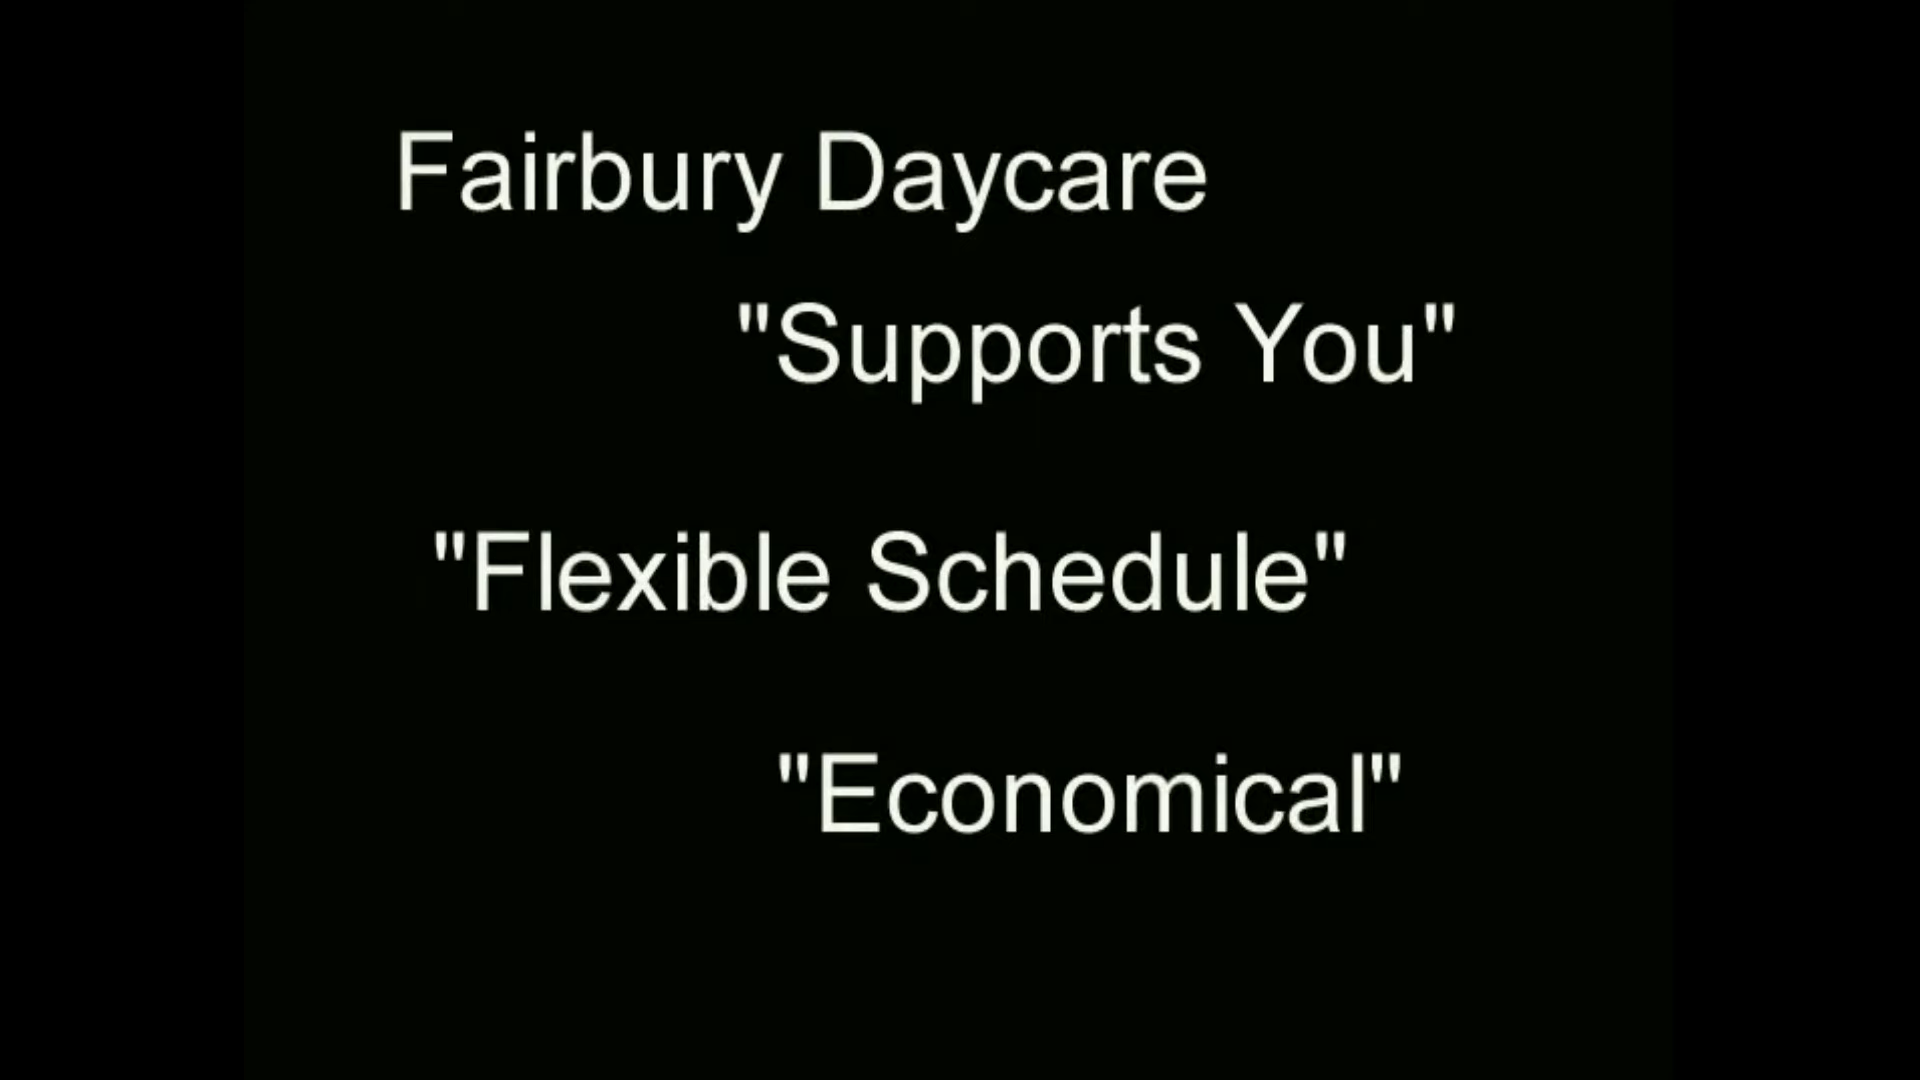 Fairbury Daycare
"Supports You"
"Flexible Schedule"
"Economical"